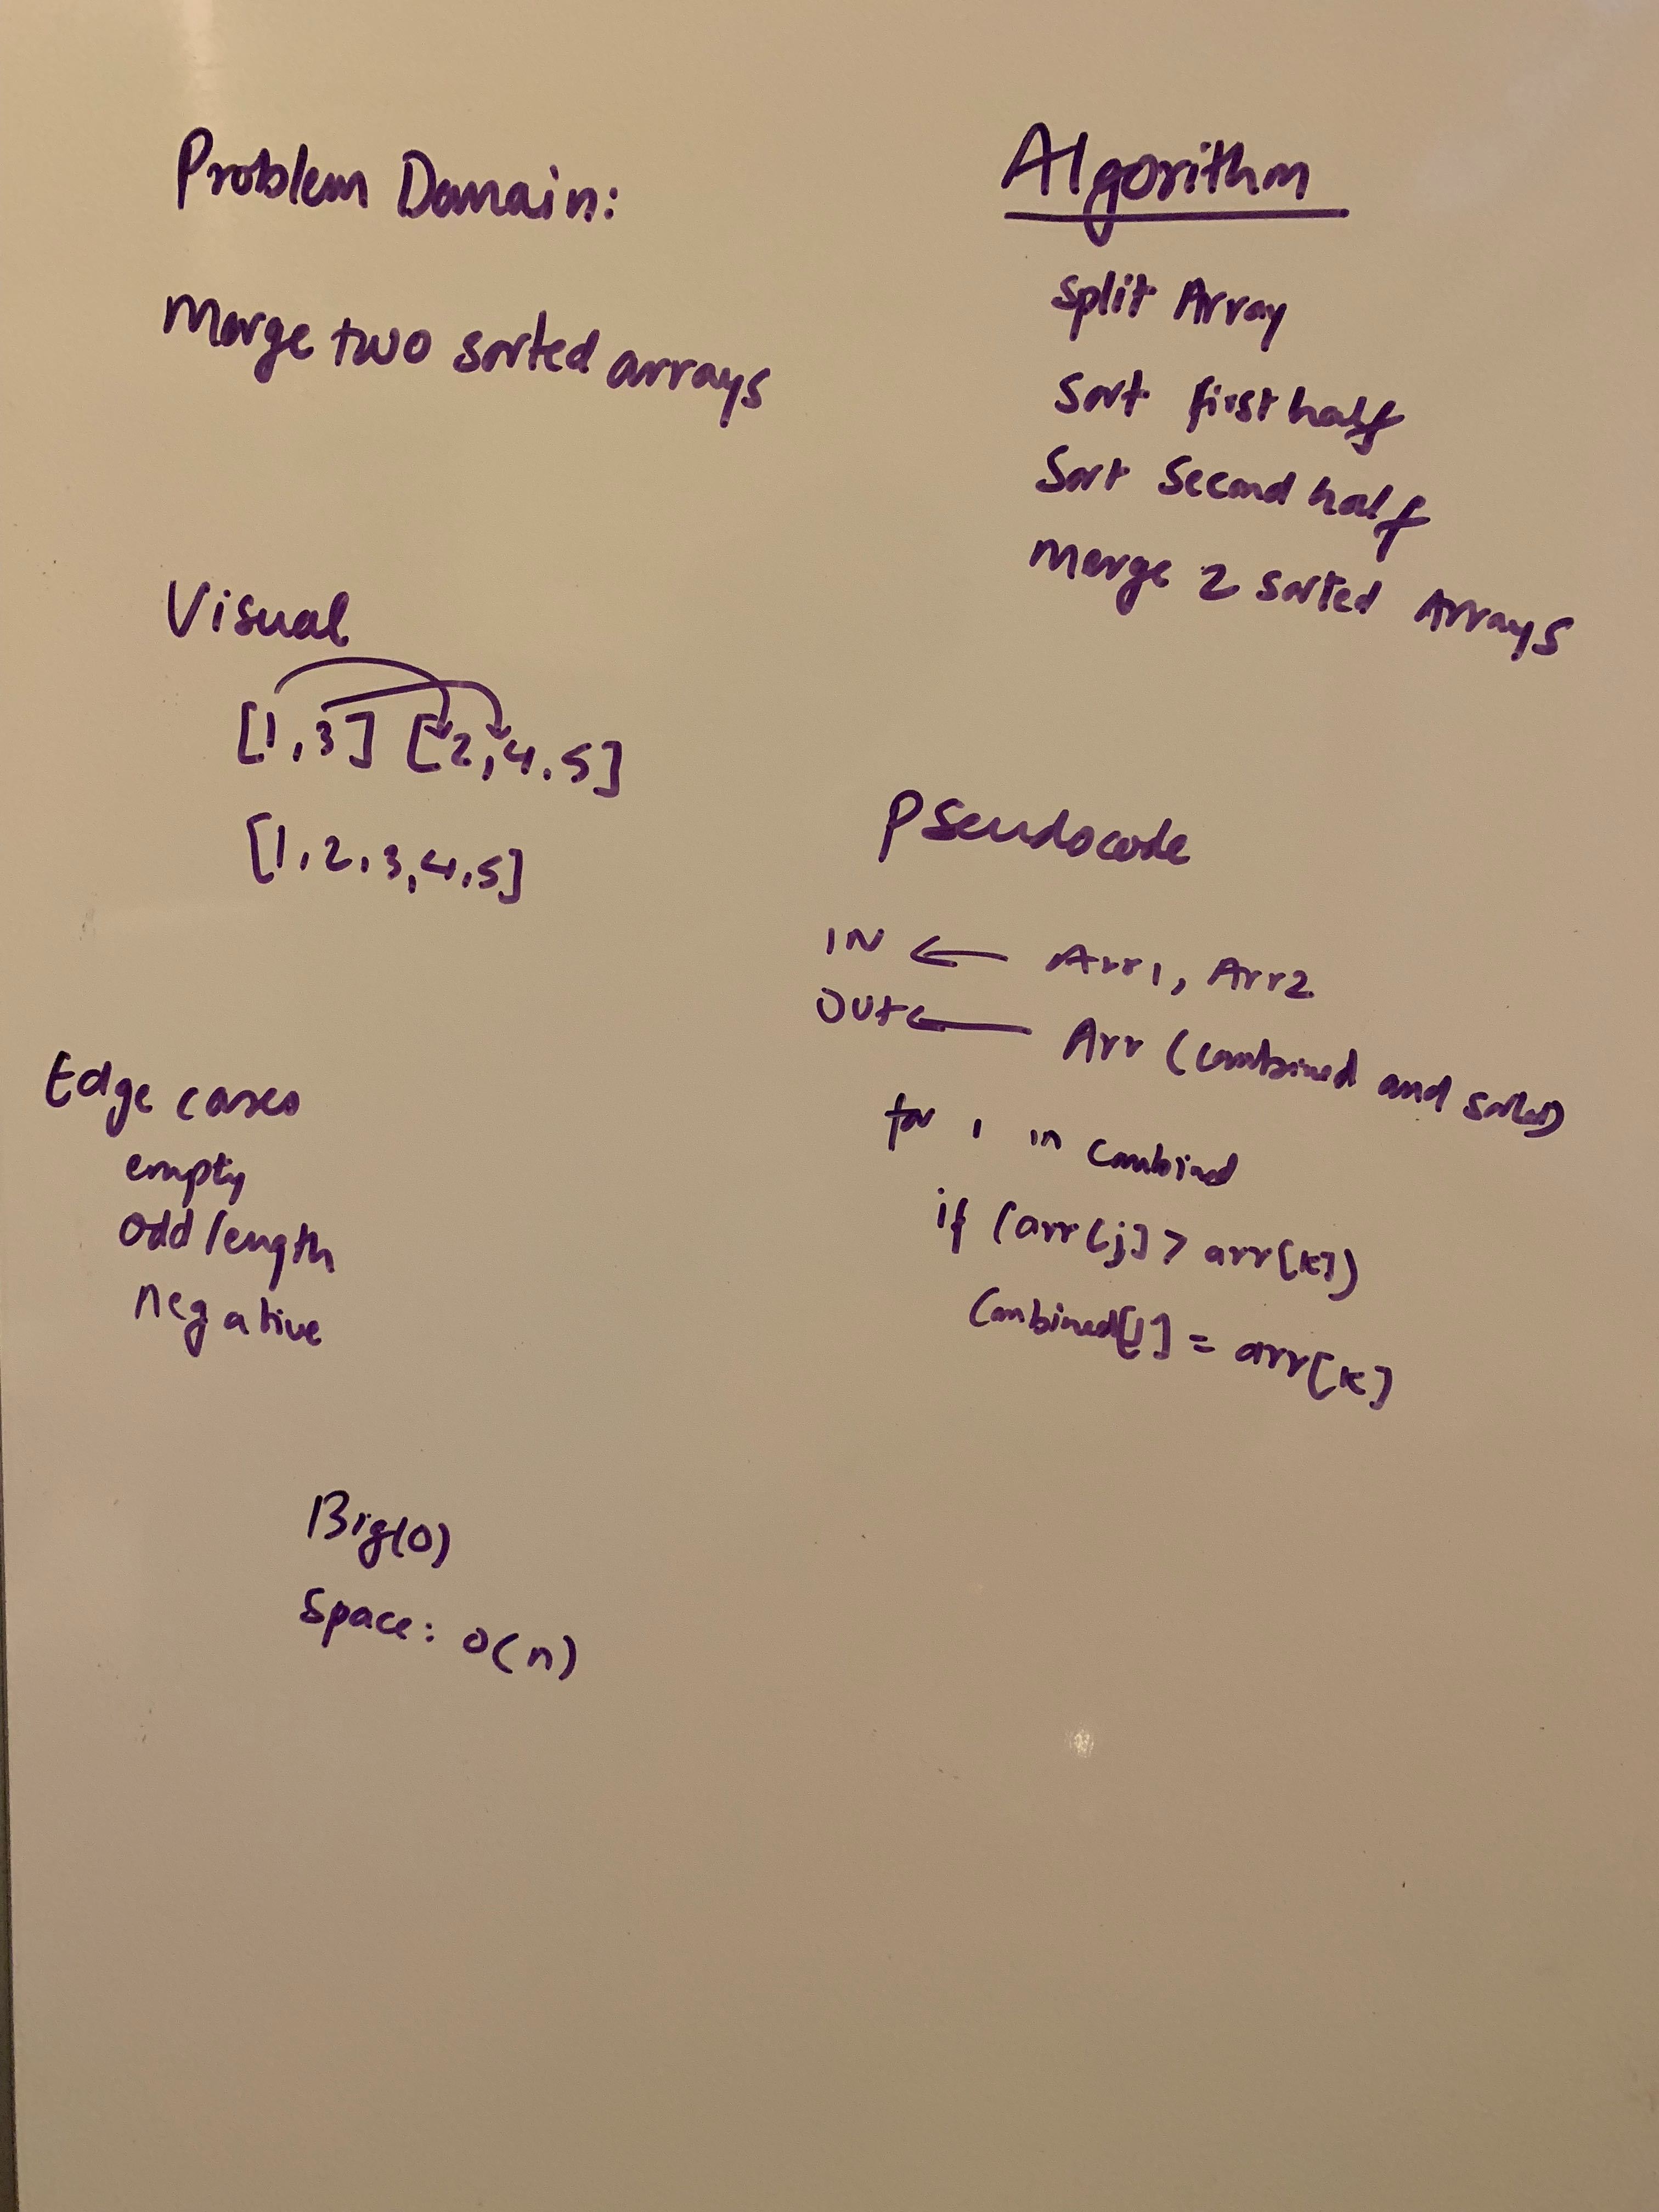 Problem Domain:
Merge two sorted arrays
Visual
[1,3] [2,4.5]
[1,2,3,4,5]
Edge cases
empty
odd length
negative
Big(O)
Space: O(n)
Algorithm
Split Array
Sort first half
Sort Second half
Merge 2 sorted Arrays
Pseudocode
IN ← Arr1, Arr2
OUT ← Arr (combined and sorted)
for i in combined
if (arr[j] > arr[k])
Combined[j] = arr[k]